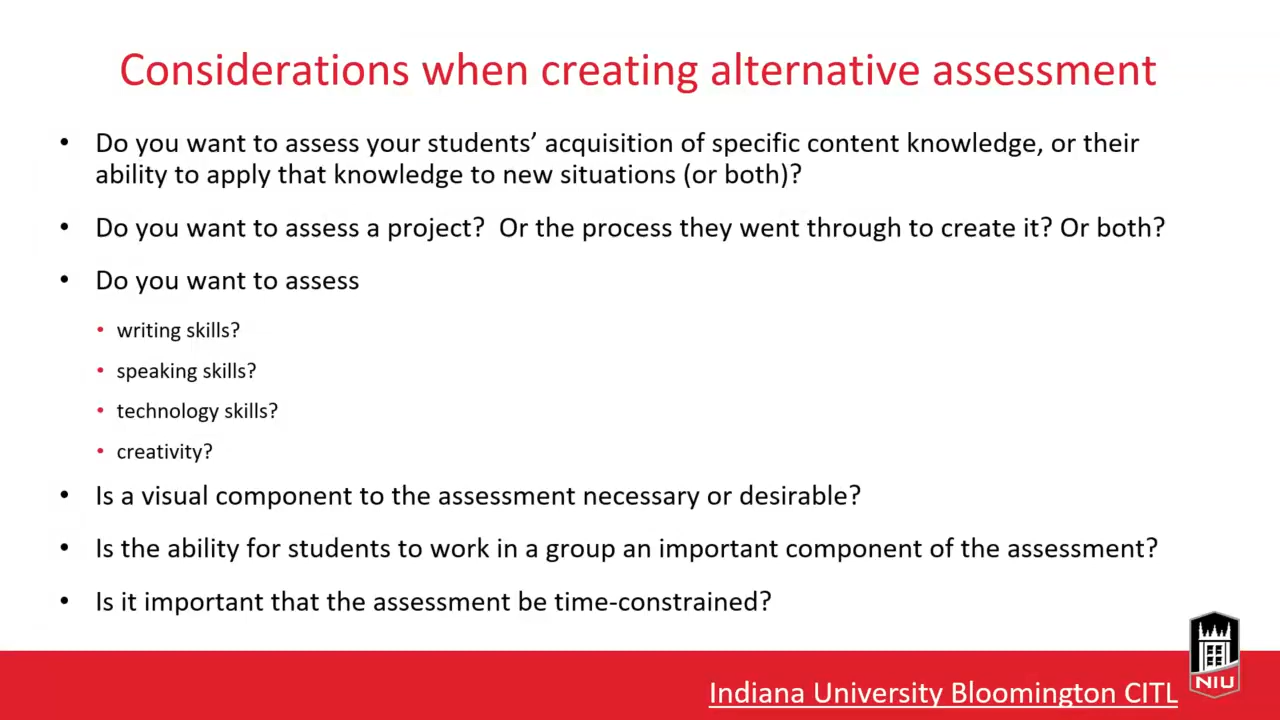 Considerations when creating alternative assessment
• Do you want to assess your students’ acquisition of specific content knowledge, or their
ability to apply that knowledge to new situations (or both)?
• Do you want to assess a project?  Or the process they went through to create it? Or both?
• Do you want to assess
• writing skills?
• speaking skills?
• technology skills?
• creativity?
• Is a visual component to the assessment necessary or desirable?
• Is the ability for students to work in a group an important component of the assessment?
• Is it important that the assessment be time-constrained?
Indiana University Bloomington CITL
NIU